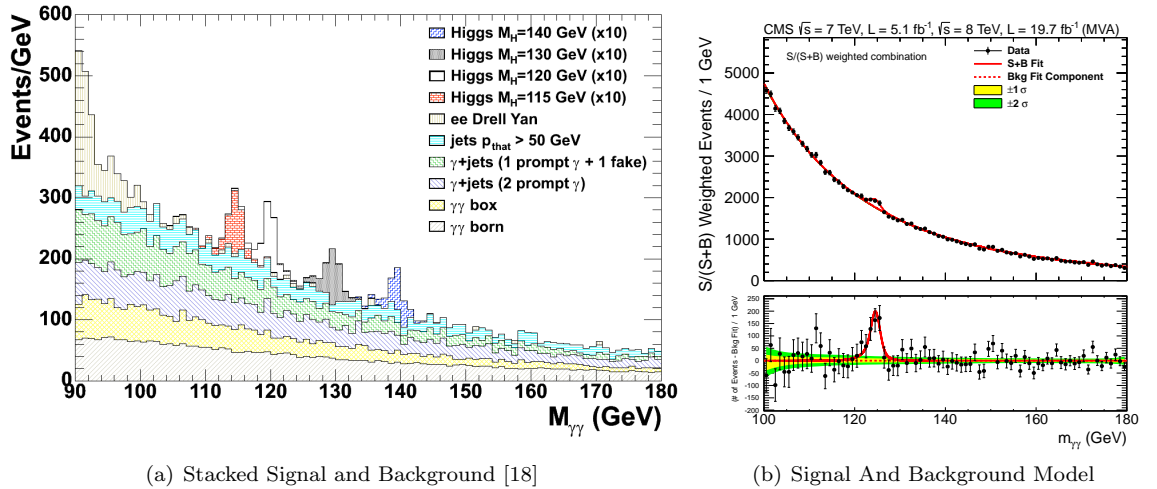 600
500
400
300
200
100
0
Events/GeV
Higgs M_H=140 GeV (x10)
Higgs M_H=130 GeV (x10)
Higgs M_H=120 GeV (x10)
Higgs M_H=115 GeV (x10)
ee Drell Yan
jets p_that > 50 GeV
γ+jets (1 prompt γ + 1 fake)
γ+jets (2 prompt γ)
γγ box
γγ born
90 100 110 120 130 140 150 160 170 180
M_γγ (GeV)
(a) Stacked Signal and Background [18]
CMS √s = 7 TeV, L = 5.1 fb⁻¹, √s = 8 TeV, L = 19.7 fb⁻¹ (MVA)
S/(S+B) weighted combination
Data
S+B Fit
Bkg Fit Component
±1 σ
±2 σ
S/(S+B) Weighted Events / 1 GeV
5000
4000
3000
2000
1000
0
(# of Events - Bkg Fit) / 1 GeV
250
200
150
100
50
0
-50
-100
-150
-200
100 120 140 160 180
m_γγ (GeV)
(b) Signal And Background Model